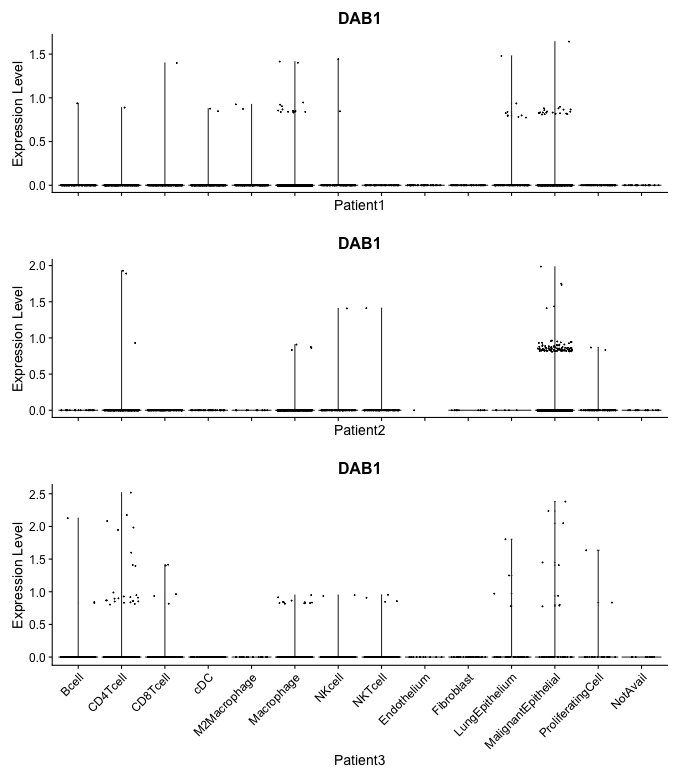 DAB1
Expression Level
1.5
1.0
0.5
0.0
Patient1
DAB1
Expression Level
2.0
1.5
1.0
0.5
0.0
Patient2
DAB1
Expression Level
2.5
2.0
1.5
1.0
0.5
0.0
Bcell
CD4Tcell
CD8Tcell
cDC
M2Macrophage
Macrophage
NKcell
NKTcell
Endothelium
Fibroblast
LungEpithelium
MalignantEpithelial
ProliferatingCell
NotAvail
Patient3